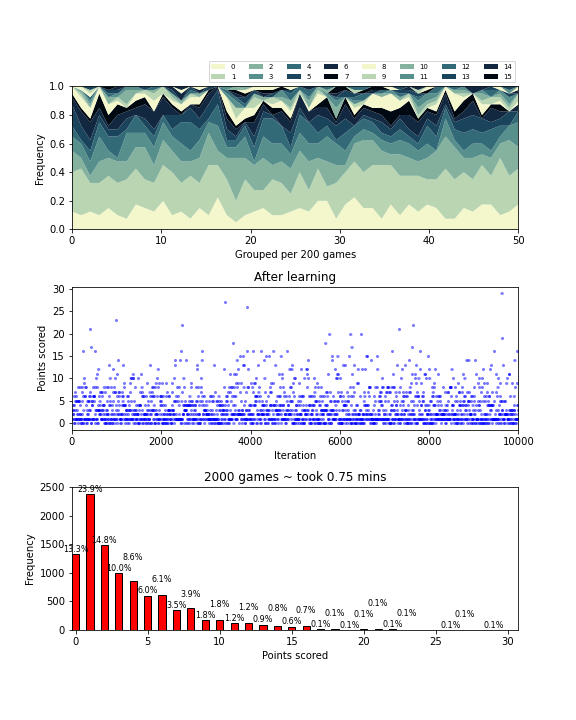 0 2 4 6 8 10 12 14
1 3 5 7 9 11 13 15
1.0
0.8
0.6
0.4
0.2
0.0
Frequency
0 10 20 30 40 50
Grouped per 200 games
After learning
30
25
20
15
10
5
0
Points scored
0 2000 4000 6000 8000 10000
Iteration
2000 games ~ took 0.75 mins
2500
2000
1500
1000
500
0
Frequency
13.3% 23.9% 14.8% 10.0% 8.6% 6.0% 6.1% 3.5% 3.9% 1.8% 1.8% 1.2% 1.2% 0.9% 0.8% 0.6% 0.7% 0.1% 0.1% 0.1% 0.1% 0.1% 0.1% 0.1% 0.1% 0.1% 0.1%
0 5 10 15 20 25 30
Points scored